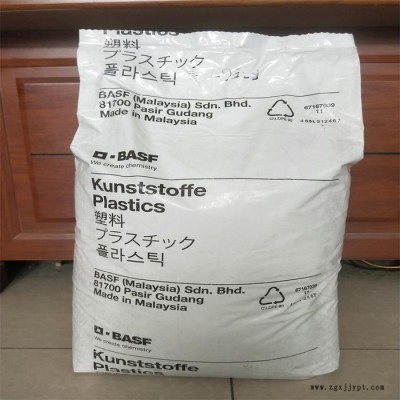 Plastics
塑料
プラスチック
플라스틱
BASF (Malaysia) Sdn. Bhd.
81700 Pasir Gudang
Made in Malaysia
BASF
We create chemistry
Kunststoffe
Plastics
塑料
プラスチック
플라스틱
BASF (Malaysia) Sdn. Bhd.
81700 Pasir Gudang
Made in Malaysia
BASF
We create chemistry
Kunststoffe
Plastics
www.zgxjjypt.com